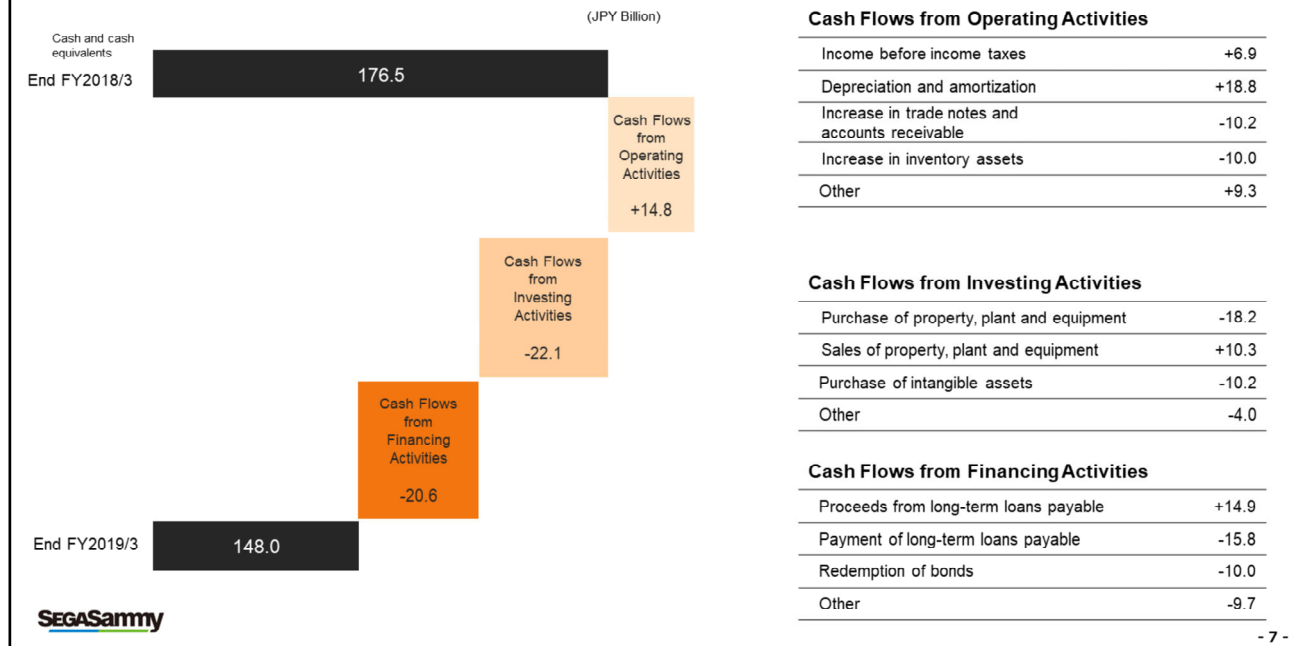 (JPY Billion)
Cash and cash
equivalents
End FY2018/3
176.5
Cash Flows
from
Operating
Activities
+14.8
Cash Flows
from
Investing
Activities
-22.1
Cash Flows
from
Financing
Activities
-20.6
End FY2019/3
148.0
SEGASammy
Cash Flows from Operating Activities
Income before income taxes +6.9
Depreciation and amortization +18.8
Increase in trade notes and
accounts receivable -10.2
Increase in inventory assets -10.0
Other +9.3
Cash Flows from Investing Activities
Purchase of property, plant and equipment -18.2
Sales of property, plant and equipment +10.3
Purchase of intangible assets -10.2
Other -4.0
Cash Flows from Financing Activities
Proceeds from long-term loans payable +14.9
Payment of long-term loans payable -15.8
Redemption of bonds -10.0
Other -9.7
- 7 -